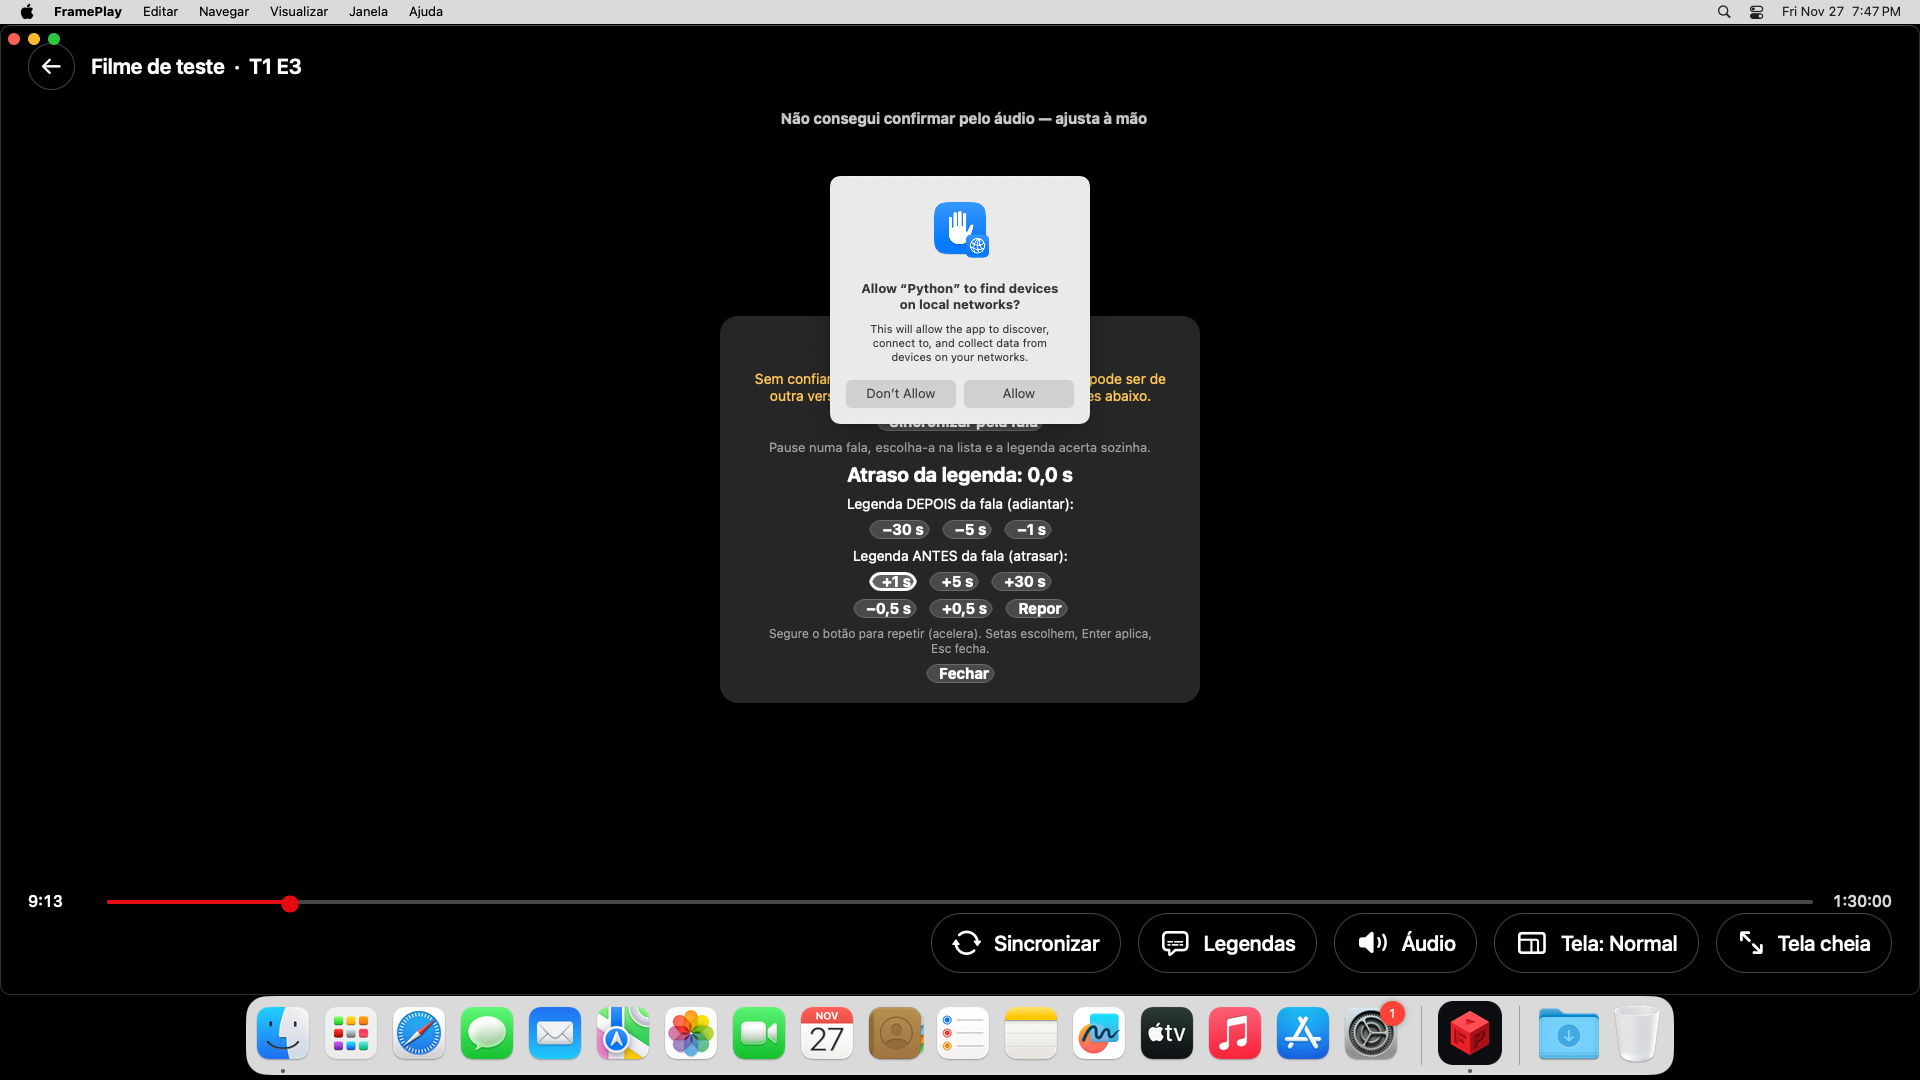 FramePlay Editar Navegar Visualizar Janela Ajuda Fri Nov 27 7:47 PM
Filme de teste · T1 E3
Não consegui confirmar pelo áudio — ajusta à mão
Allow “Python” to find devices
on local networks?
This will allow the app to discover,
connect to, and collect data from
devices on your networks.
Don’t Allow Allow
Sem pode ser de
outra abaixo.
Sincronizar pela fala
Pause numa fala, escolha-a na lista e a legenda acerta sozinha.
Atraso da legenda: 0,0 s
Legenda DEPOIS da fala (adiantar):
−30 s −5 s −1 s
Legenda ANTES da fala (atrasar):
+1 s +5 s +30 s
−0,5 s +0,5 s Repor
Segure o botão para repetir (acelera). Setas escolhem, Enter aplica,
Esc fecha.
Fechar
9:13 1:30:00
Sincronizar Legendas Áudio Tela: Normal Tela cheia
NOV
27
tv
1